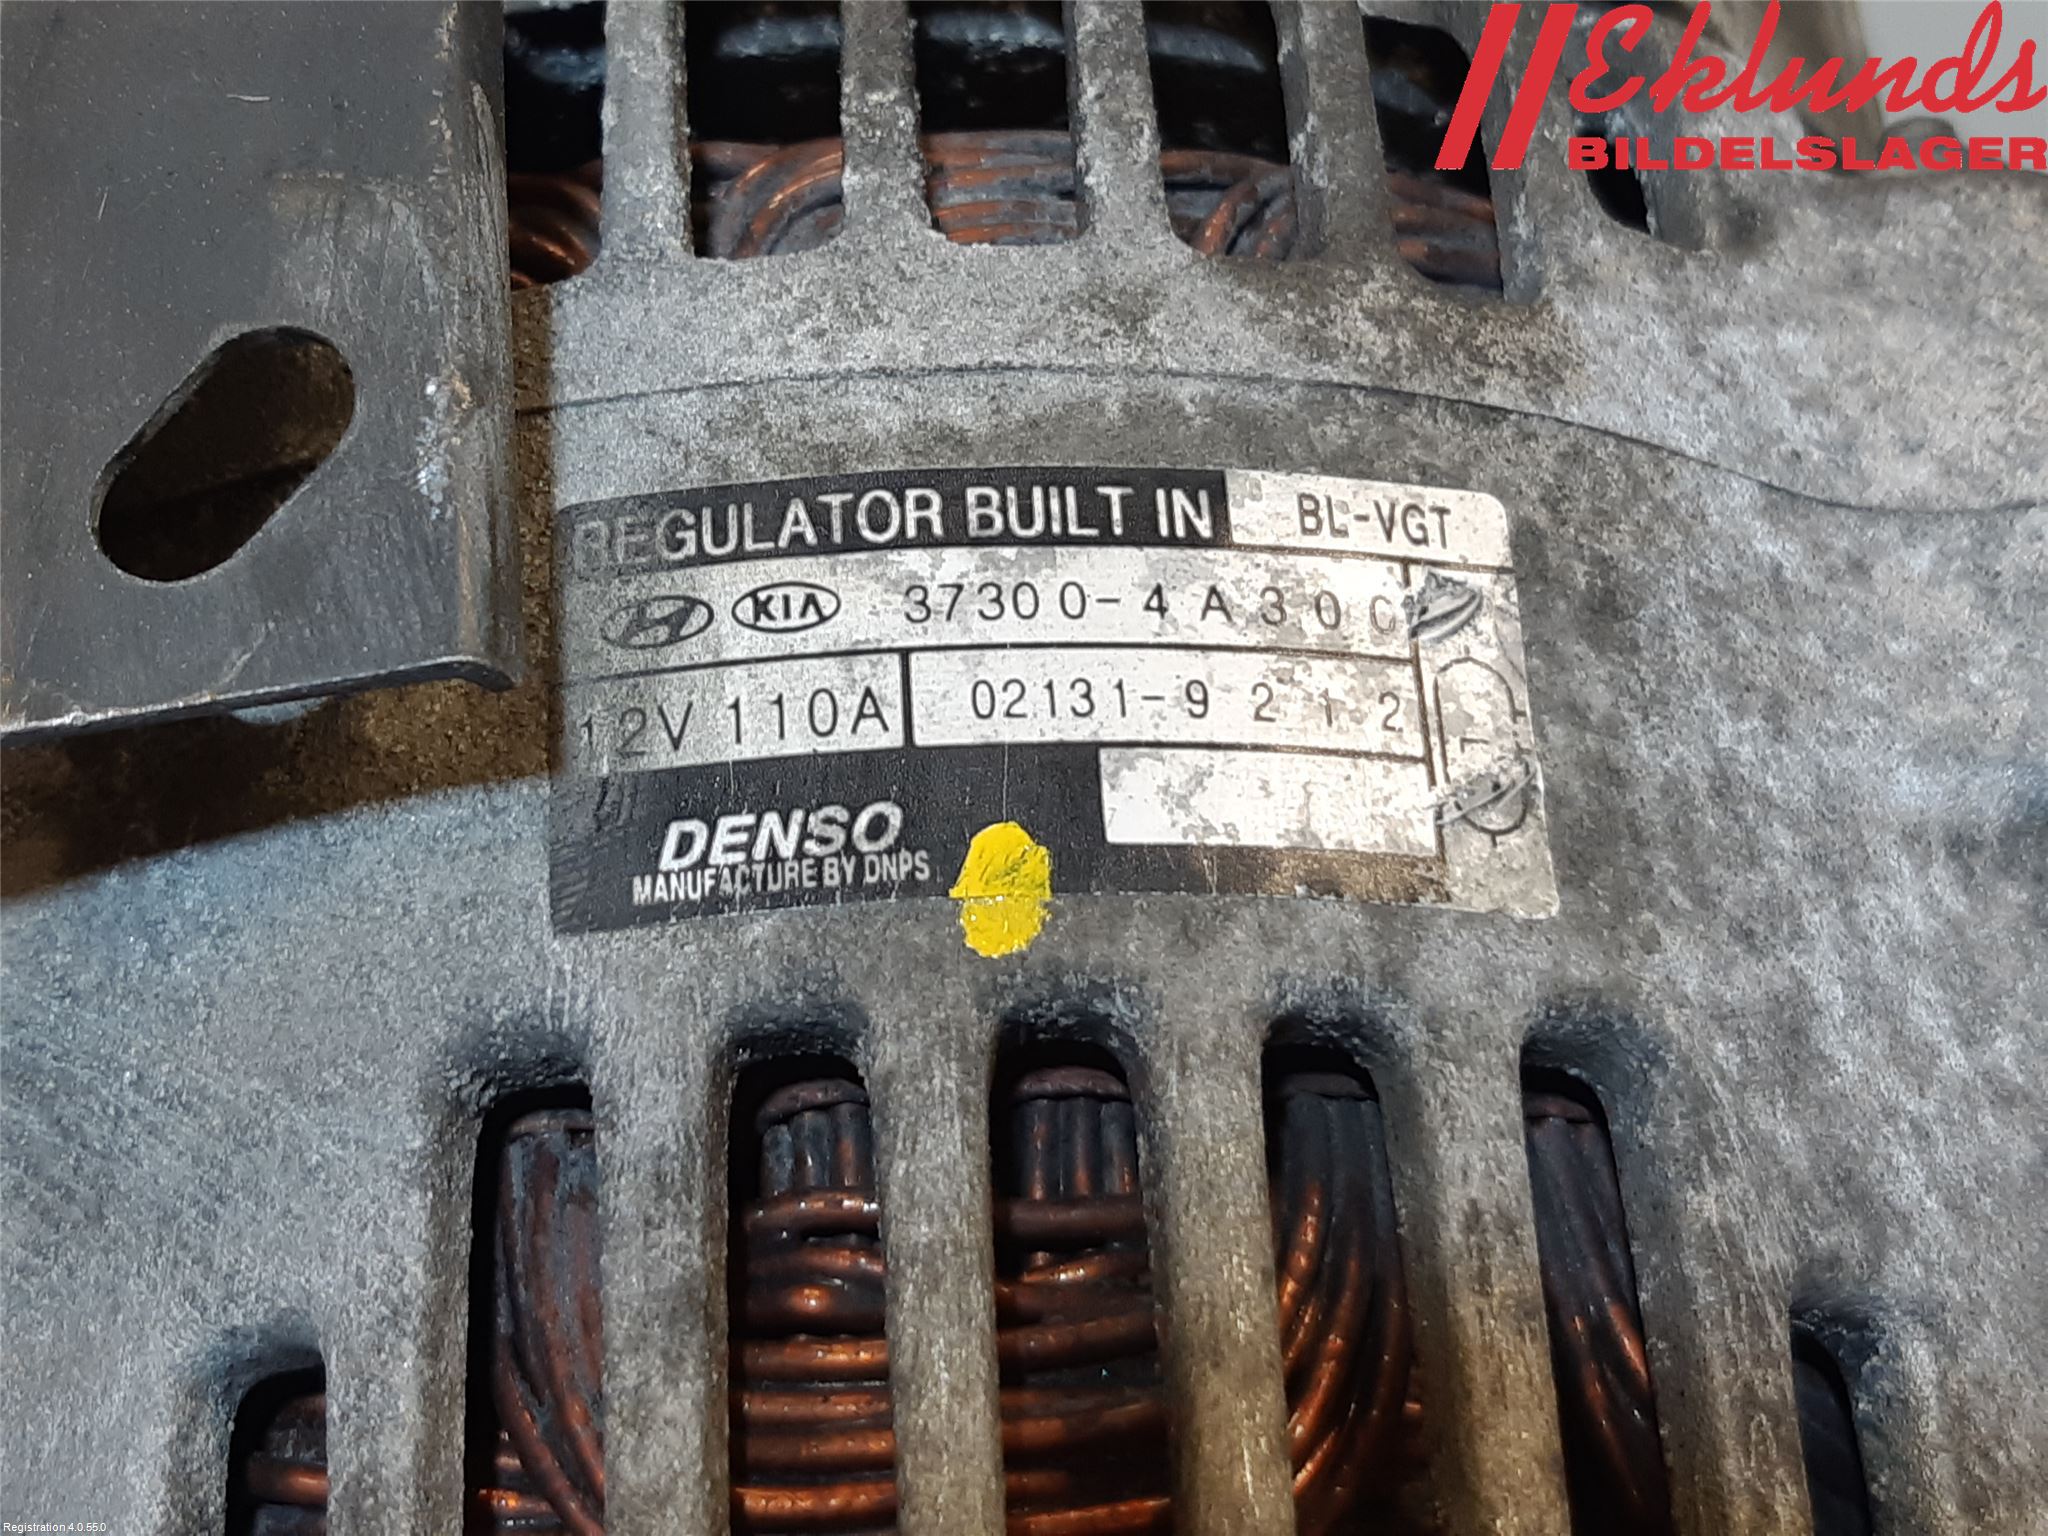 Eklunds
BILDELSLAGER
REGULATOR BUILT IN BL-VGT
KIA 37300-4A300
12V 110A 02131-9212
DENSO
MANUFACTURE BY DNPS
Registration 4.0.55.0